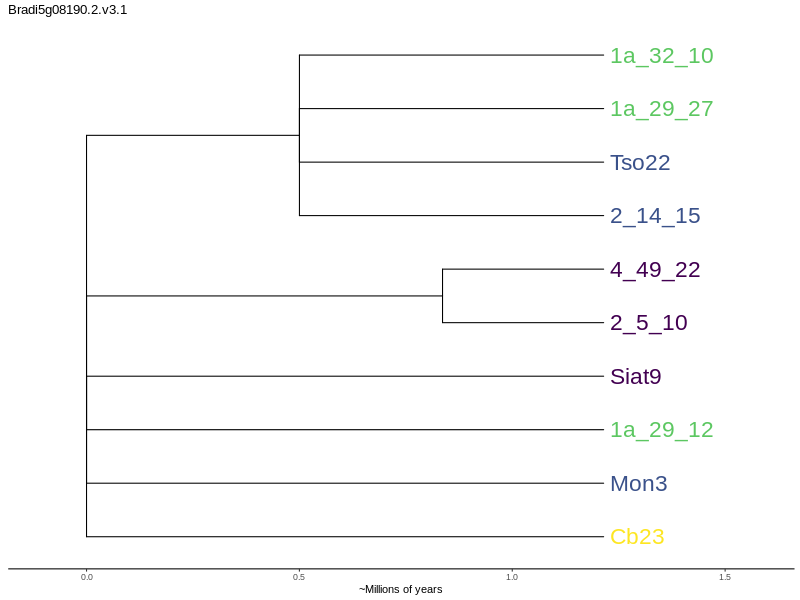 Bradi5g08190.2.v3.1
1a_32_10
1a_29_27
Tso22
2_14_15
4_49_22
2_5_10
Siat9
1a_29_12
Mon3
Cb23
0.0 0.5 1.0 1.5
~Millions of years